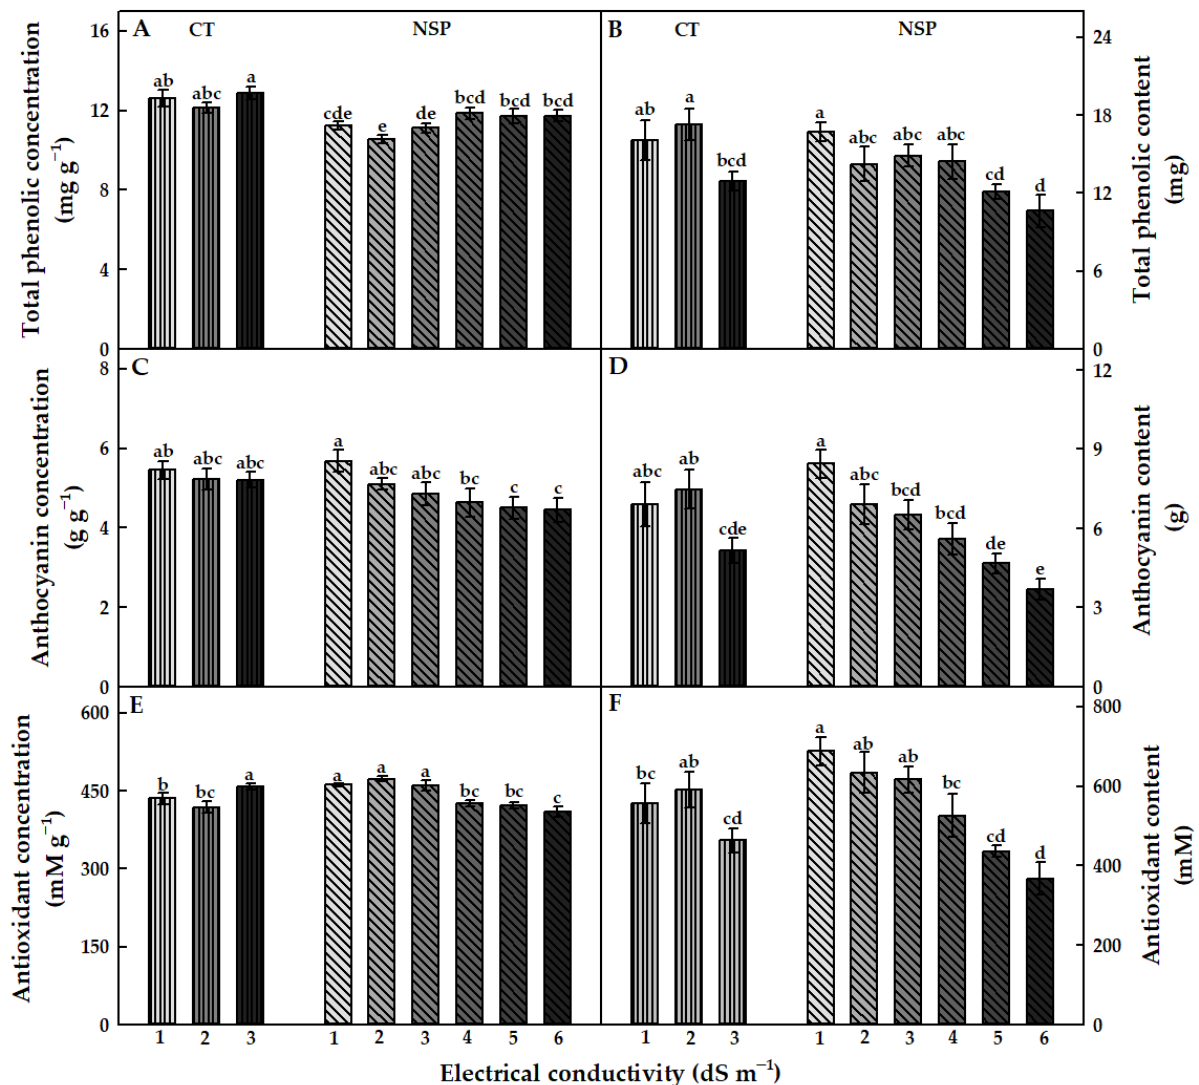 A CT NSP
B CT NSP
Total phenolic concentration
(mg g⁻¹)
16
12
8
4
0
ab abc a cde e de bcd bcd bcd
ab a bcd a abc abc abc cd d
24
18
12
6
0
Total phenolic content
(mg)
C
D
Anthocyanin concentration
(g g⁻¹)
8
6
4
2
0
ab abc abc a abc abc bc c c
abc ab cde a abc bcd bcd de e
12
9
6
3
0
Anthocyanin content
(g)
E
F
Antioxidant concentration
(mM g⁻¹)
600
450
300
150
0
b bc a a a a bc bc c
bc ab cd a ab ab bc cd d
800
600
400
200
0
Antioxidant content
(mM)
1 2 3 1 2 3 4 5 6
1 2 3 1 2 3 4 5 6
Electrical conductivity (dS m⁻¹)